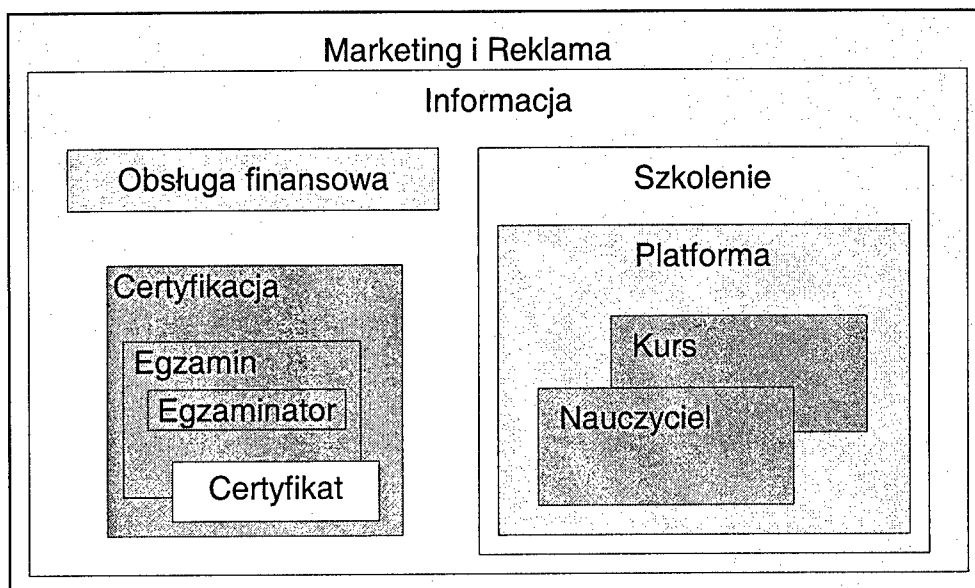 Marketing i Reklama
Informacja
Obsługa finansowa
Szkolenie
Platforma
Certyfikacja
Kurs
Egzamin
Egzaminator
Nauczyciel
Certyfikat